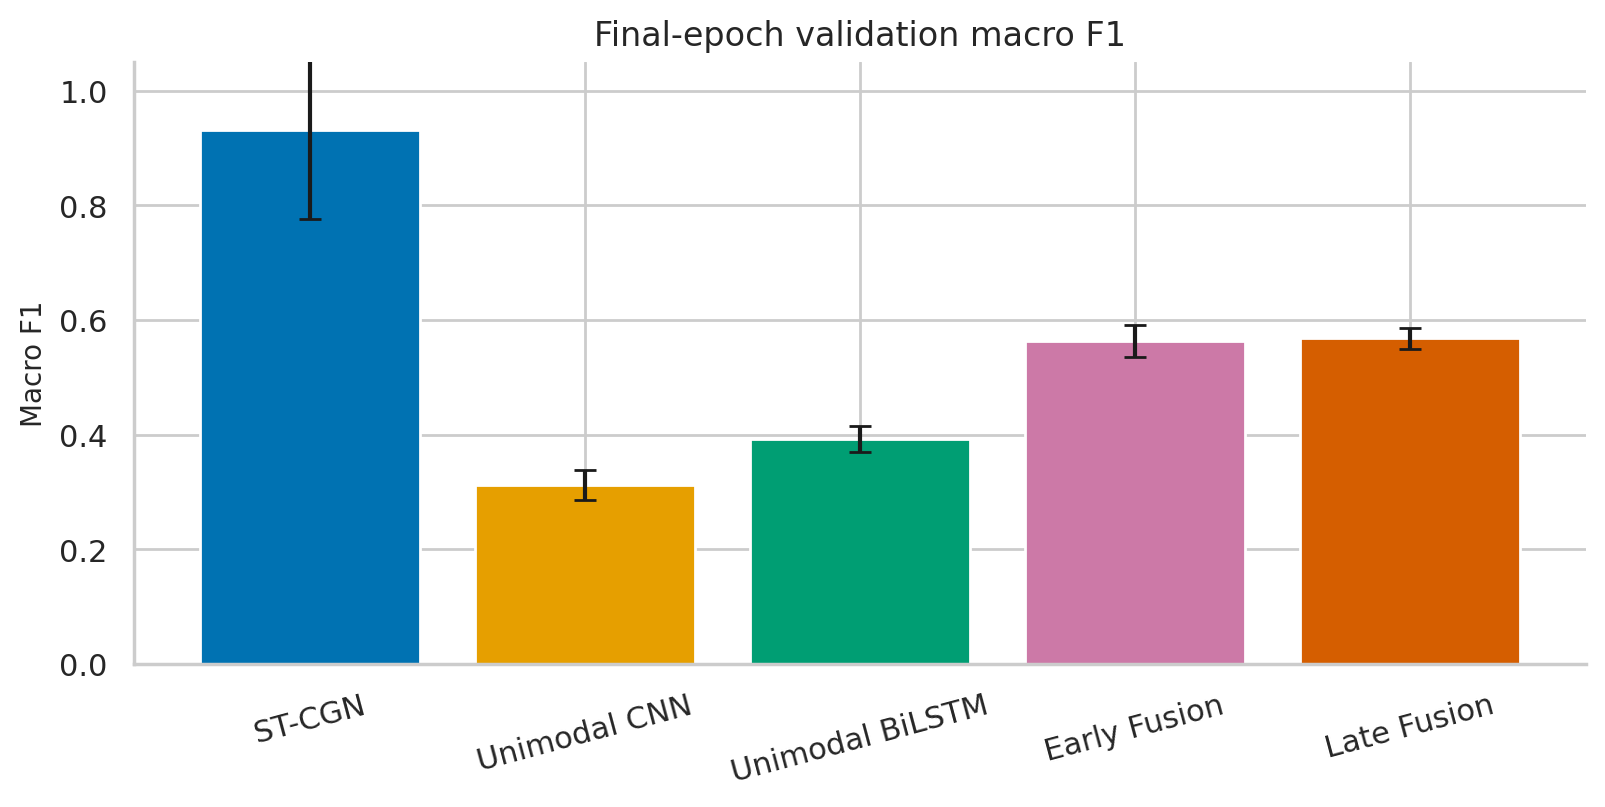 Final-epoch validation macro F1
Macro F1
1.0
0.8
0.6
0.4
0.2
0.0
ST-CGN
Unimodal CNN
Unimodal BiLSTM
Early Fusion
Late Fusion